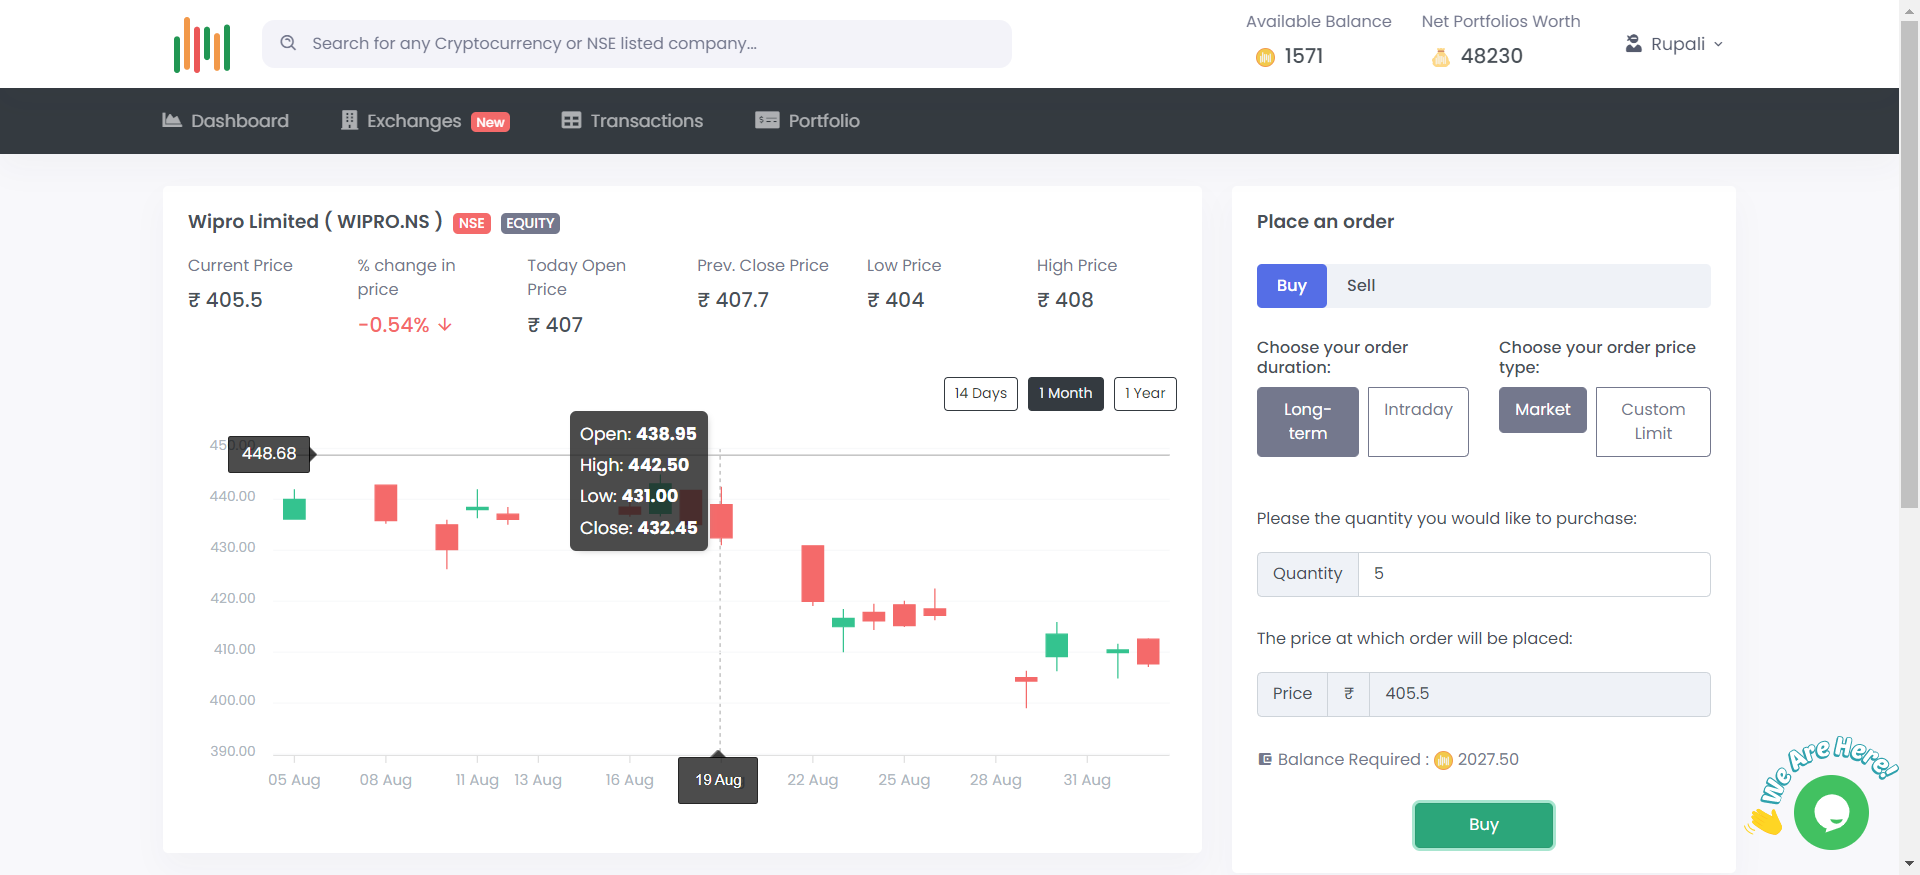 Search for any Cryptocurrency or NSE listed company...
Available Balance
1571
Net Portfolios Worth
48230
Rupali
Dashboard
Exchanges New
Transactions
Portfolio
Wipro Limited ( WIPRO.NS ) NSE EQUITY
Current Price
₹ 405.5
% change in
price
-0.54%
Today Open
Price
₹ 407
Prev. Close Price
₹ 407.7
Low Price
₹ 404
High Price
₹ 408
14 Days
1 Month
1 Year
450.00
448.68
440.00
430.00
420.00
410.00
400.00
390.00
Open: 438.95
High: 442.50
Low: 431.00
Close: 432.45
05 Aug
08 Aug
11 Aug
13 Aug
16 Aug
19 Aug
22 Aug
25 Aug
28 Aug
31 Aug
Place an order
Buy
Sell
Choose your order
duration:
Long-
term
Intraday
Choose your order price
type:
Market
Custom
Limit
Please the quantity you would like to purchase:
Quantity 5
The price at which order will be placed:
Price ₹ 405.5
Balance Required : 2027.50
Buy
We Are Here!